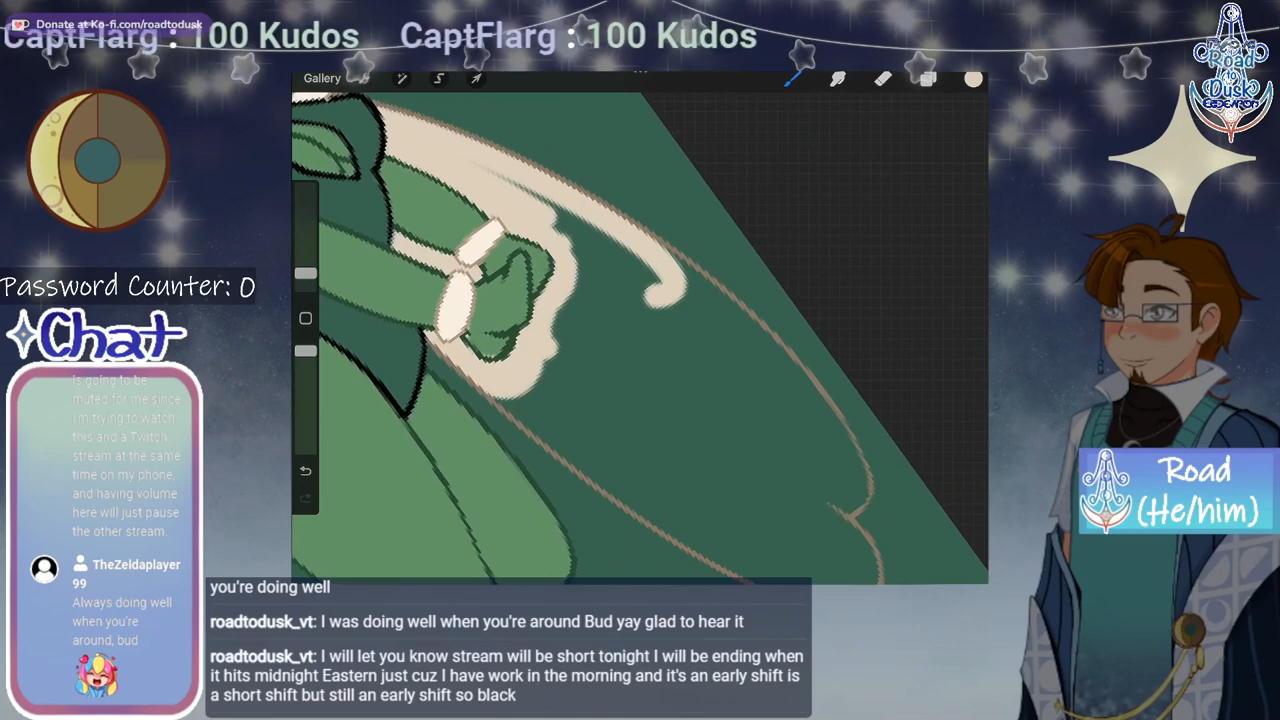 Donate at Ko-fi.com/roadtodusk
CaptFlarg : 100 Kudos CaptFlarg : 100 Kudos
Road
to
Dusk
Gallery
Password Counter: 0
Chat
is going to be
muted for me since
I'm trying to watch
this and a Twitch
stream at the same
time on my phone,
and having volume
here will just pause
the other stream.
TheZeldaplayer
99
Always doing well
when you're
around, bud
you're doing well
roadtodusk_vt: I was doing well when you're around Bud yay glad to hear it
roadtodusk_vt: I will let you know stream will be short tonight I will be ending when
it hits midnight Eastern just cuz I have work in the morning and it's an early shift is
a short shift but still an early shift so black
Road
(He/him)